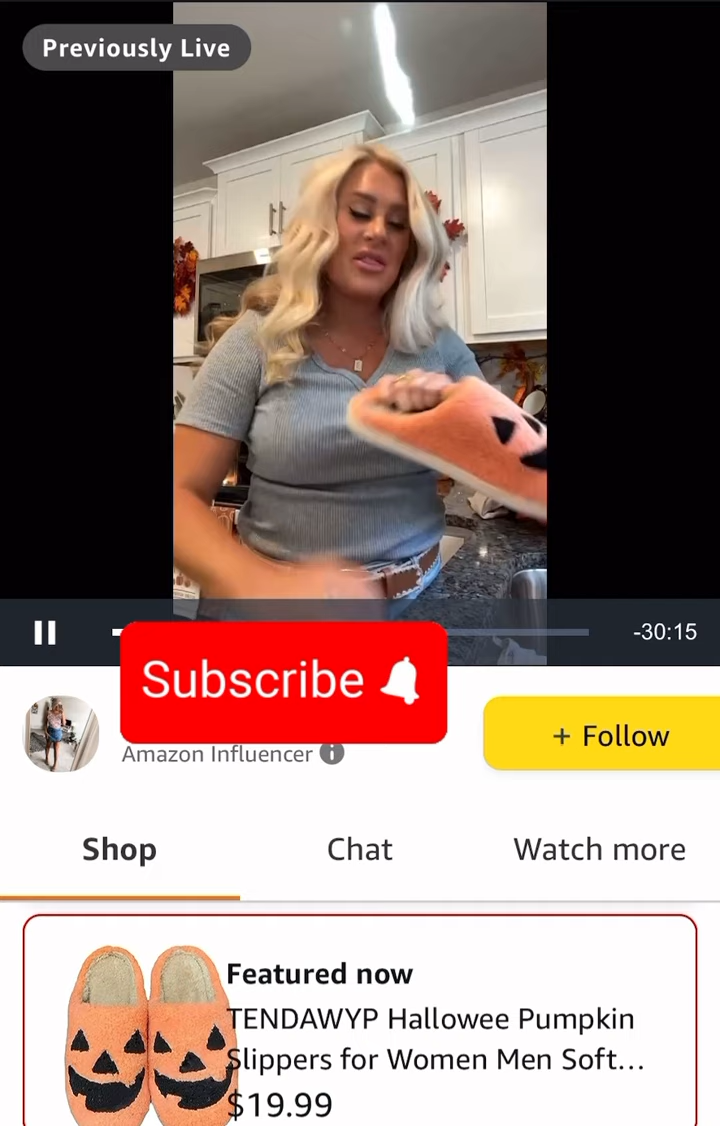 Previously Live
-30:15
Subscribe
Amazon Influencer
+ Follow
Shop
Chat
Watch more
Featured now
TENDAWYP Hallowee Pumpkin
Slippers for Women Men Soft...
$19.99